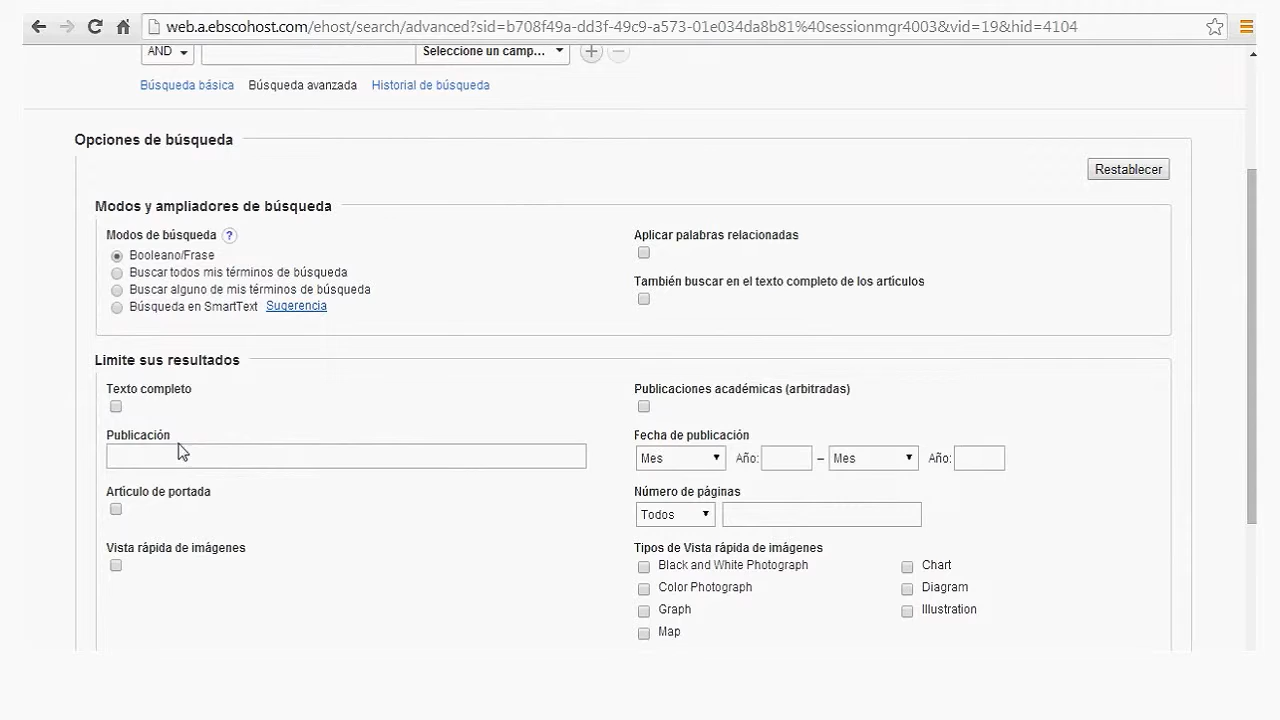 web.a.ebscohost.com/ehost/search/advanced?sid=b708f49a-dd3f-49c9-a573-01e034da8b81%40sessionmgr4003&vid=19&hid=4104
AND Seleccione un camp...
Búsqueda básica Búsqueda avanzada Historial de búsqueda
Opciones de búsqueda
Restablecer
Modos y ampliadores de búsqueda
Modos de búsqueda ?
Booleano/Frase
Buscar todos mis términos de búsqueda
Buscar alguno de mis términos de búsqueda
Búsqueda en SmartText Sugerencia
Aplicar palabras relacionadas
También buscar en el texto completo de los artículos
Limite sus resultados
Texto completo
Publicación
Artículo de portada
Vista rápida de imágenes
Publicaciones académicas (arbitradas)
Fecha de publicación
Mes Año: – Mes Año:
Número de páginas
Todos
Tipos de Vista rápida de imágenes
Black and White Photograph Chart
Color Photograph Diagram
Graph Illustration
Map